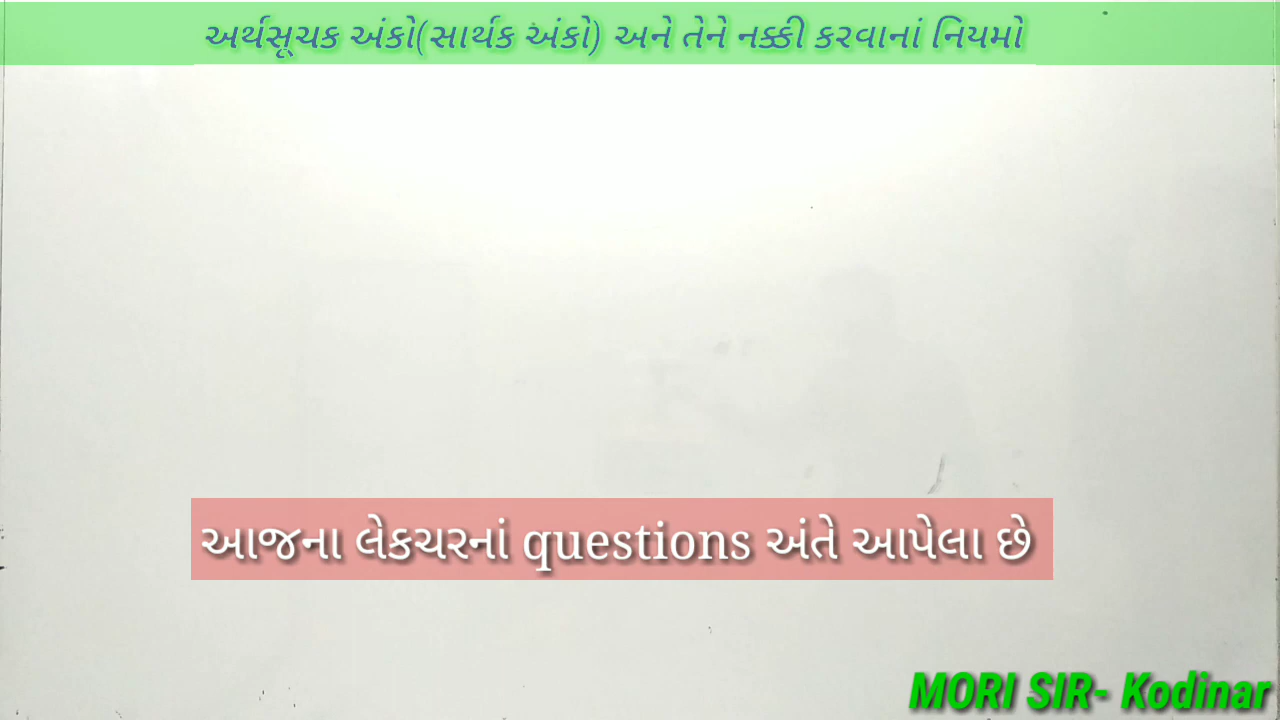 અર્થસૂચક અંકો(સાર્થક અંકો) અને તેને નક્કી કરવાનાં નિયમો
આજના લેકચરનાં questions અંતે આપેલા છે
MORI SIR- Kodinar